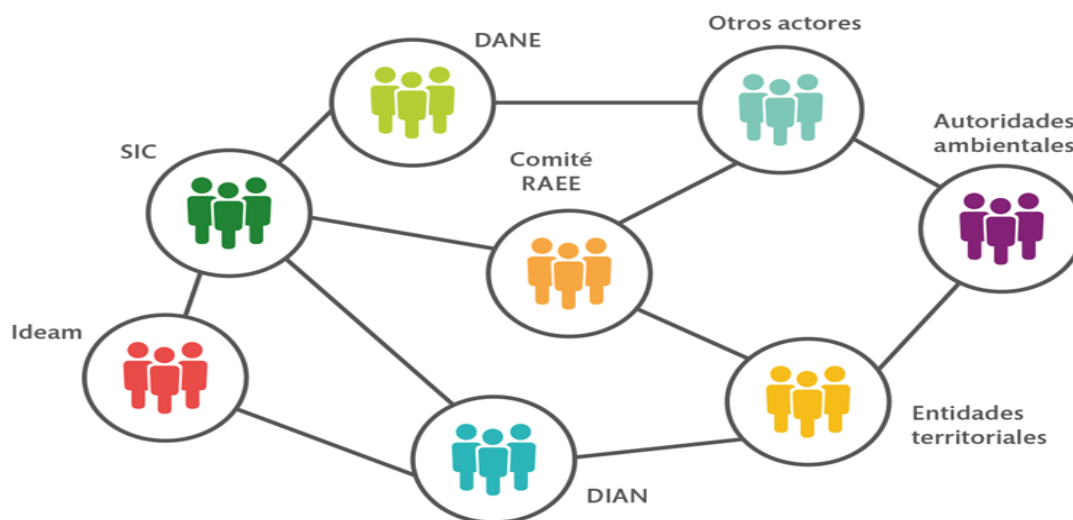 Otros actores
DANE
Autoridades
ambientales
SIC
Comité
RAEE
Ideam
Entidades
territoriales
DIAN